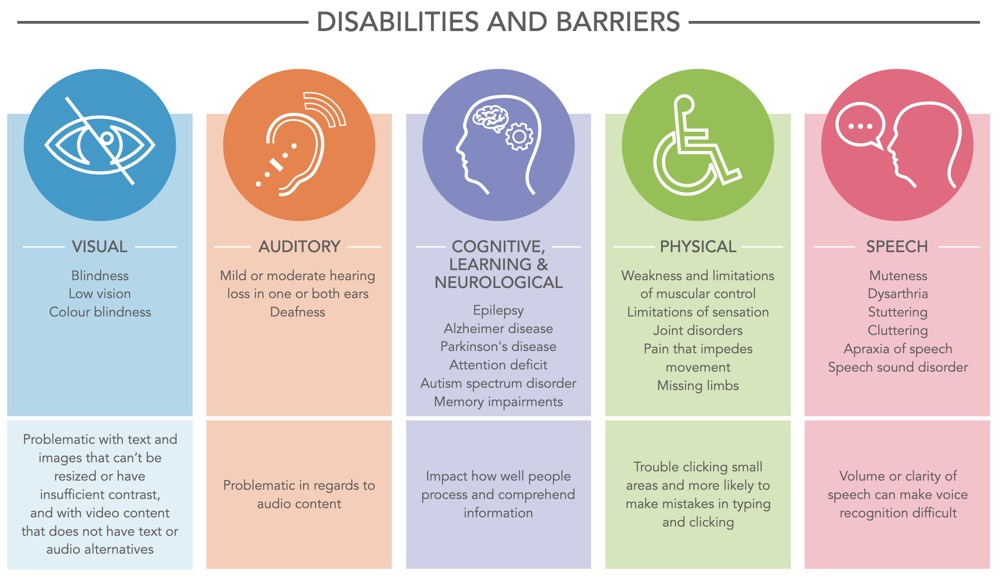 DISABILITIES AND BARRIERS
VISUAL
Blindness
Low vision
Colour blindness
Problematic with text and
images that can't be
resized or have
insufficient contrast,
and with video content
that does not have text or
audio alternatives
AUDITORY
Mild or moderate hearing
loss in one or both ears
Deafness
Problematic in regards to
audio content
COGNITIVE,
LEARNING &
NEUROLOGICAL
Epilepsy
Alzheimer disease
Parkinson's disease
Attention deficit
Autism spectrum disorder
Memory impairments
Impact how well people
process and comprehend
information
PHYSICAL
Weakness and limitations
of muscular control
Limitations of sensation
Joint disorders
Pain that impedes
movement
Missing limbs
Trouble clicking small
areas and more likely to
make mistakes in typing
and clicking
SPEECH
Muteness
Dysarthria
Stuttering
Cluttering
Apraxia of speech
Speech sound disorder
Volume or clarity of
speech can make voice
recognition difficult